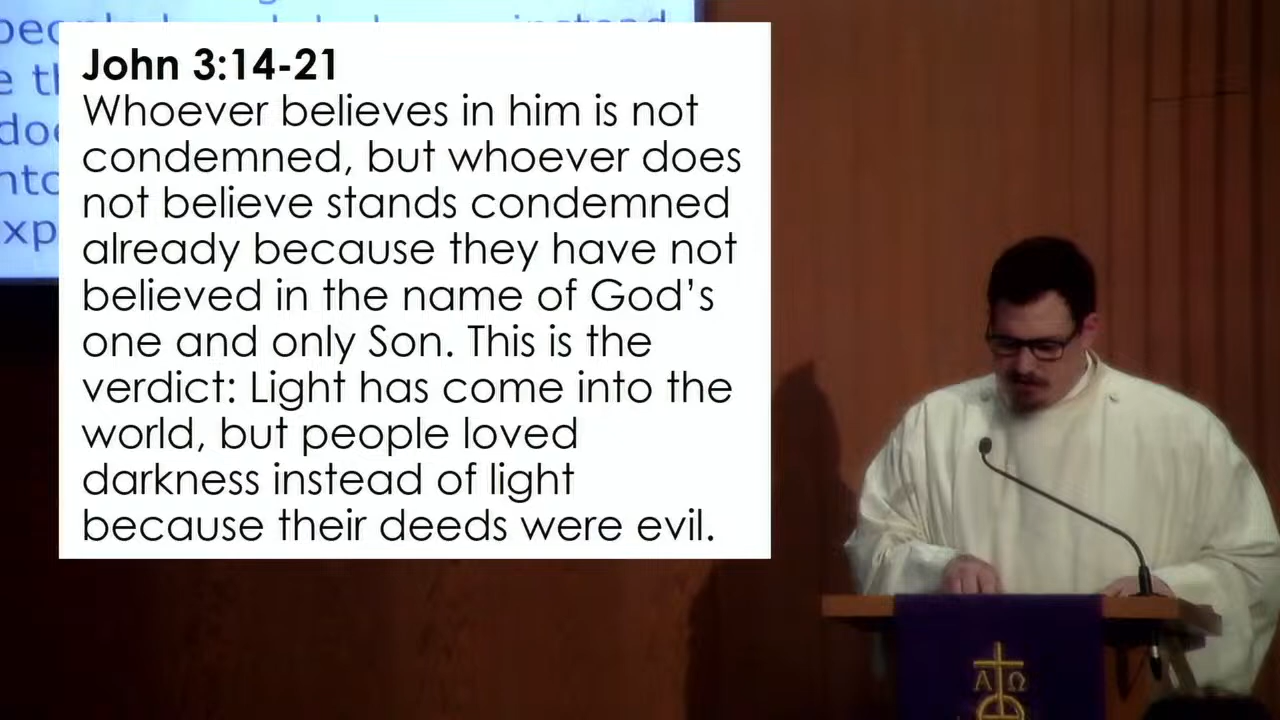 instead
John 3:14-21
Whoever believes in him is not
condemned, but whoever does
not believe stands condemned
already because they have not
believed in the name of God’s
one and only Son. This is the
verdict: Light has come into the
world, but people loved
darkness instead of light
because their deeds were evil.
Α Ω